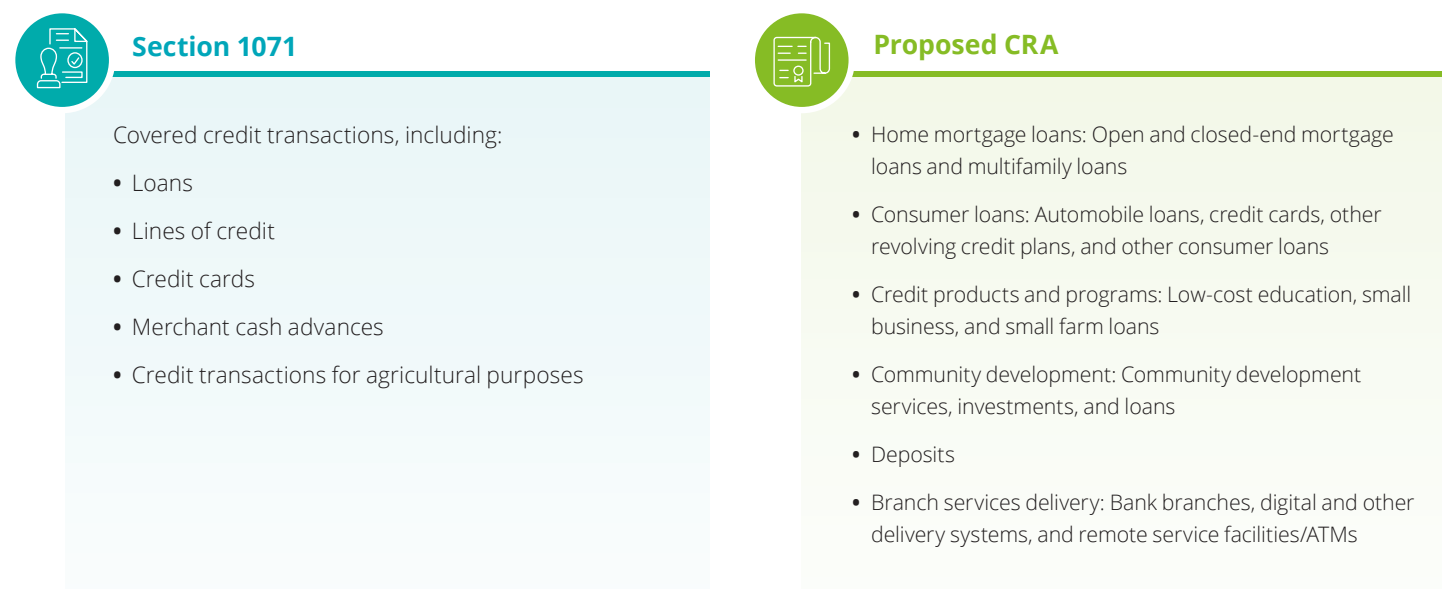 Section 1071
Covered credit transactions, including:
• Loans
• Lines of credit
• Credit cards
• Merchant cash advances
• Credit transactions for agricultural purposes
Proposed CRA
• Home mortgage loans: Open and closed-end mortgage
loans and multifamily loans
• Consumer loans: Automobile loans, credit cards, other
revolving credit plans, and other consumer loans
• Credit products and programs: Low-cost education, small
business, and small farm loans
• Community development: Community development
services, investments, and loans
• Deposits
• Branch services delivery: Bank branches, digital and other
delivery systems, and remote service facilities/ATMs